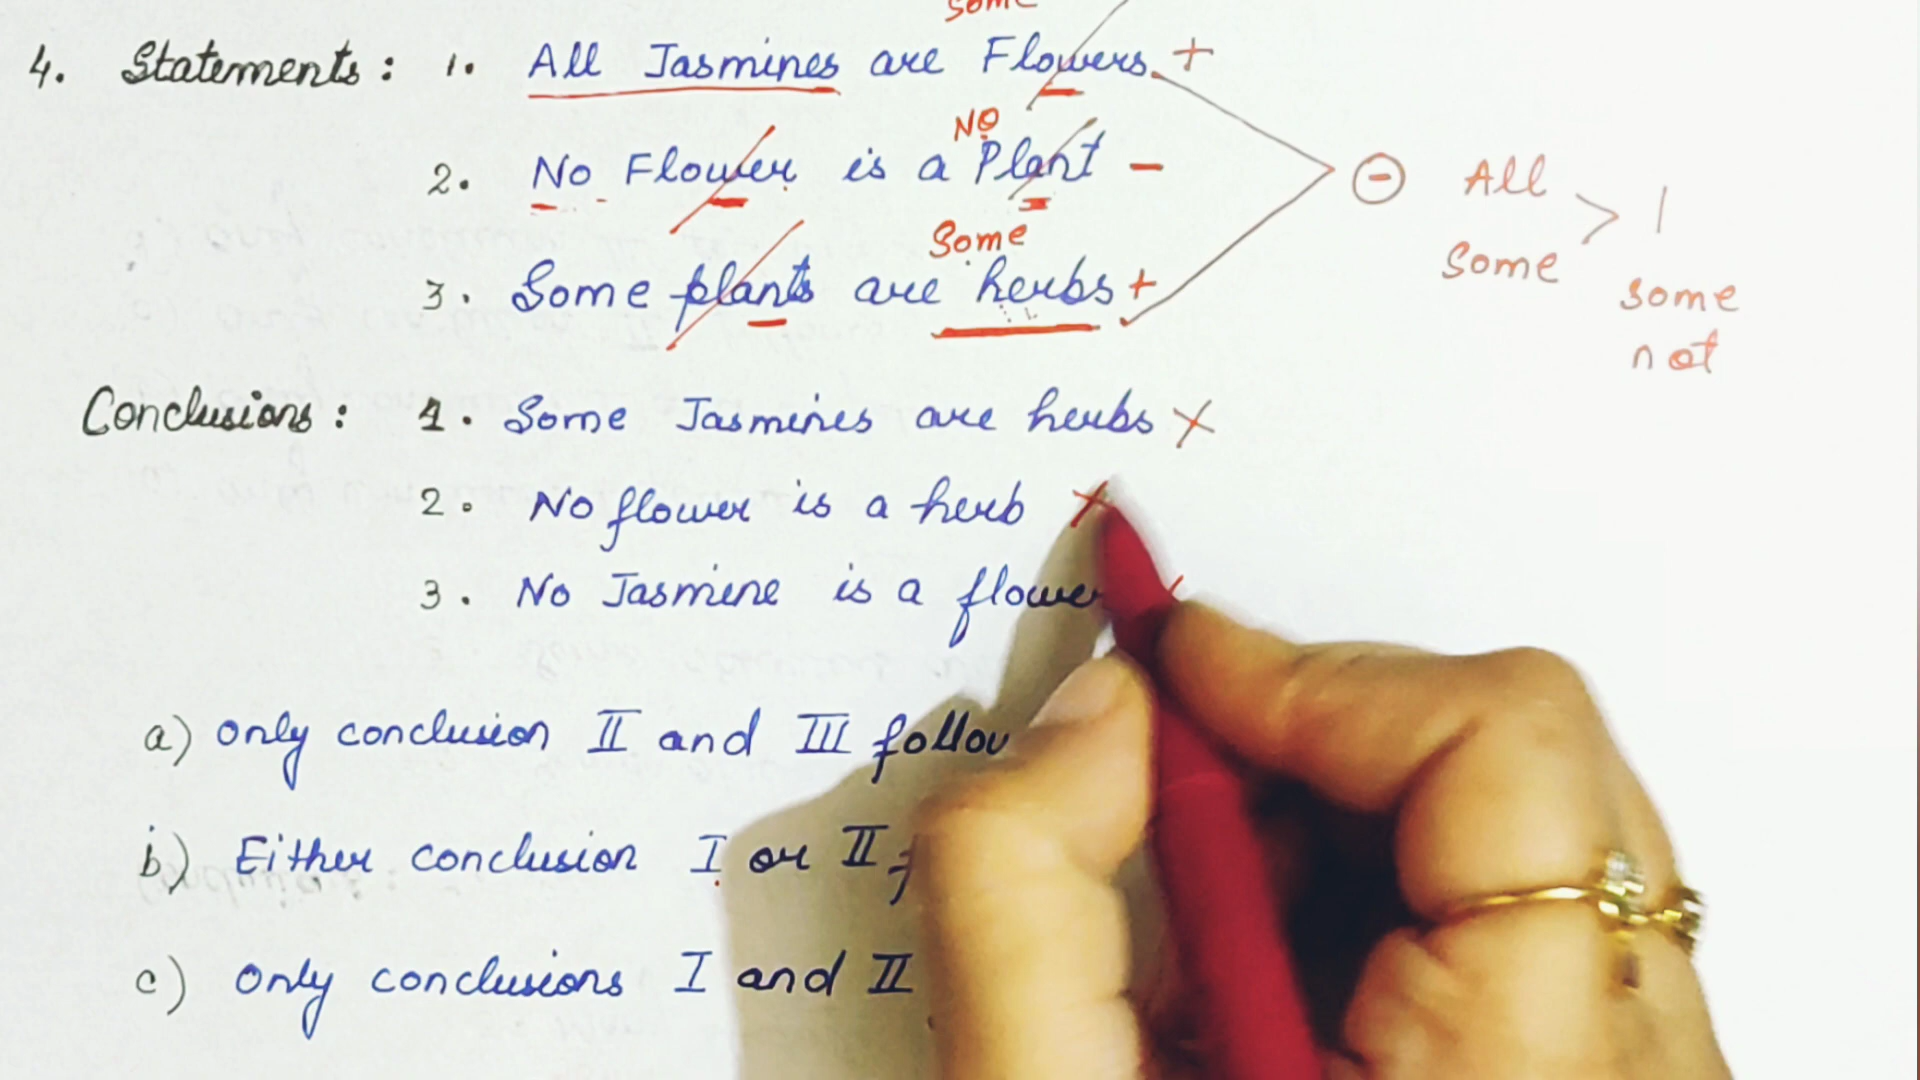 Some
4. Statements: 1. All Jasmines are Flowers. +
NO
2. No Flower is a Plant - ⊖ All
Some
Some
3. Some plants are herbs + some
not
Conclusions: 1. Some Jasmines are herbs X
2. No flower is a herb X
3. No Jasmine is a flower
a) only conclusion II and III follow
b) Either conclusion I or II
c) only conclusions I and II